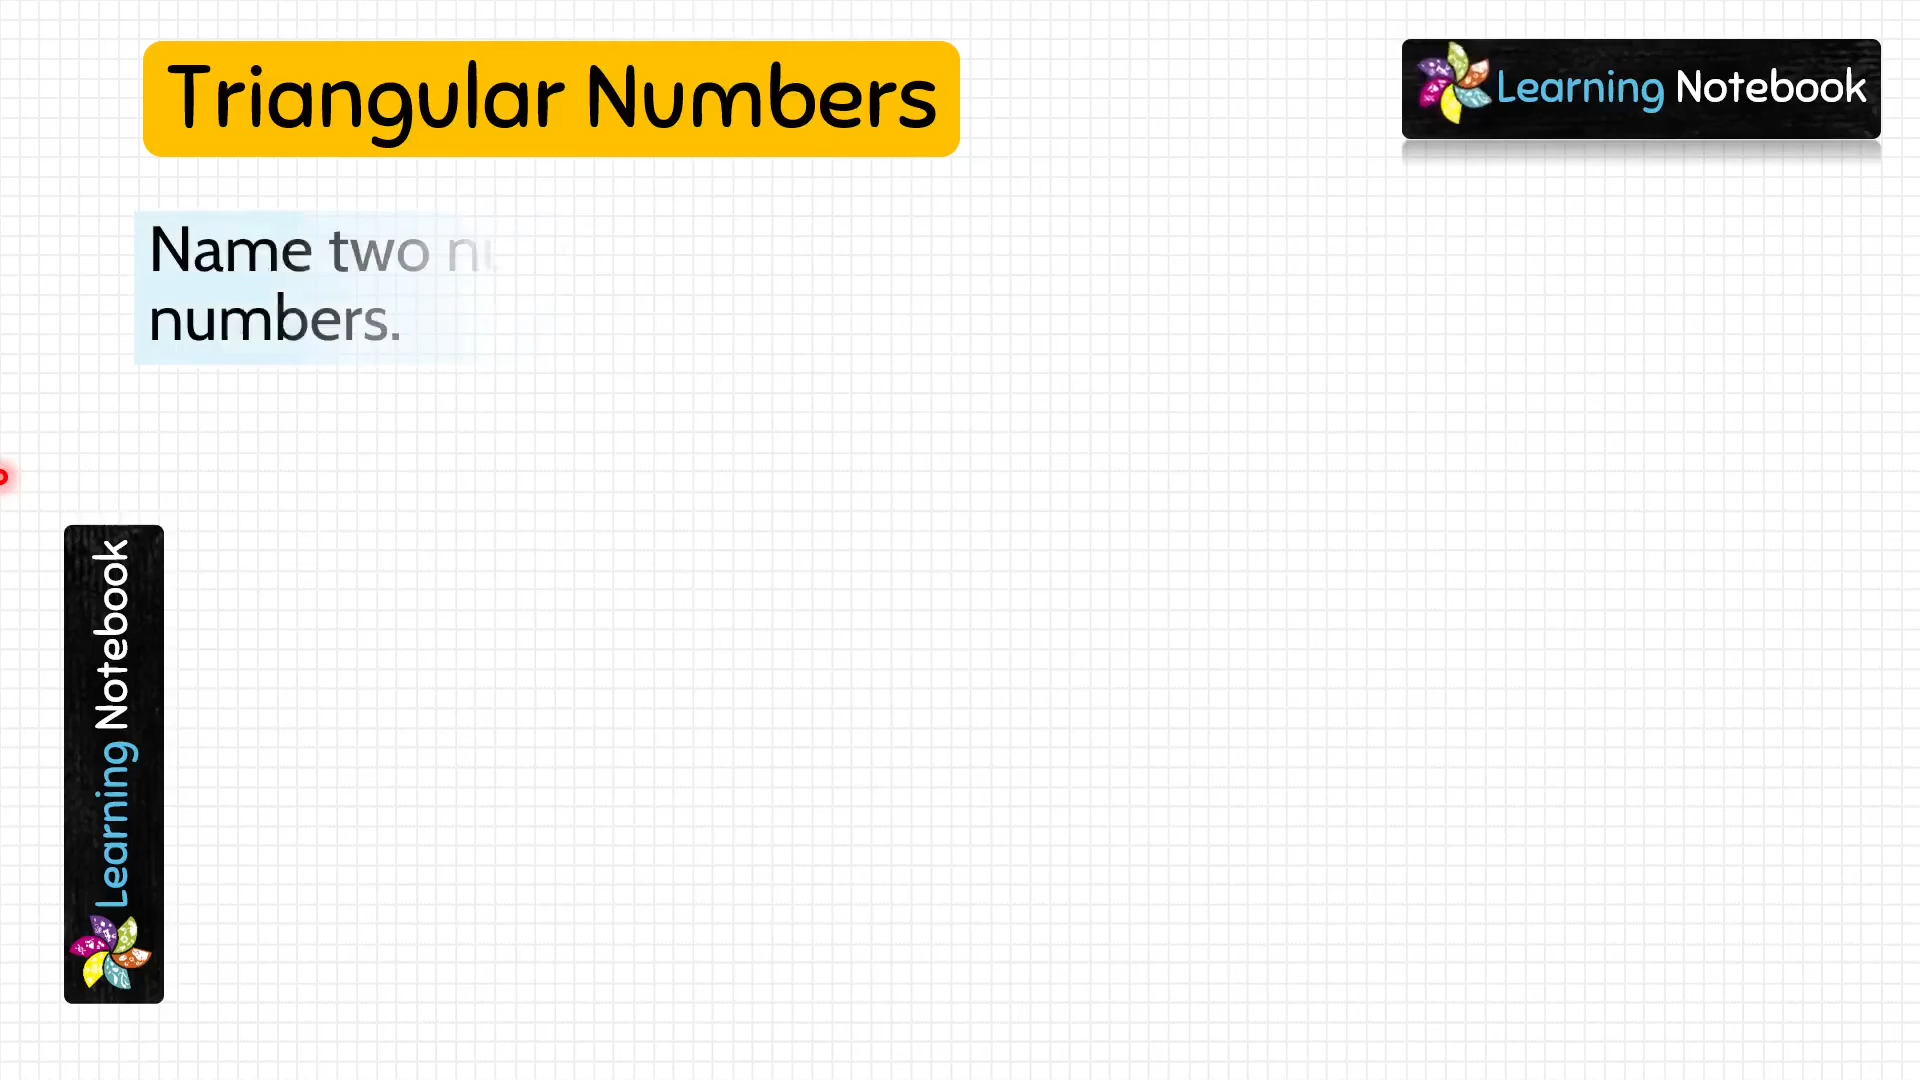 Triangular Numbers
Learning Notebook
Name two
numbers.
Learning Notebook